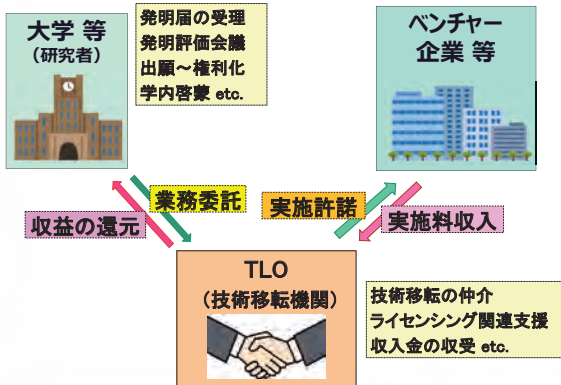 大学 等
(研究者)
発明届の受理
発明評価会議
出願～権利化
学内啓蒙 etc.
ベンチャー
企業 等
業務委託
収益の還元
実施許諾
実施料収入
TLO
(技術移転機関)
技術移転の仲介
ライセンシング関連支援
収入金の収受 etc.